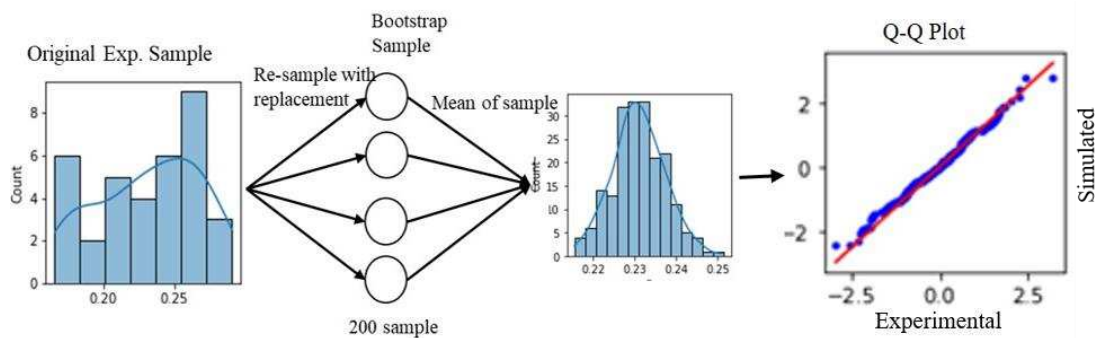 Original Exp. Sample
Count
8
6
4
2
0
0.20
0.25
Bootstrap
Sample
Re-sample with
replacement
200 sample
Mean of sample
Count
30
25
20
15
10
5
0
0.22
0.23
0.24
0.25
Q-Q Plot
2
0
−2
−2.5
0.0
2.5
Experimental
Simulated